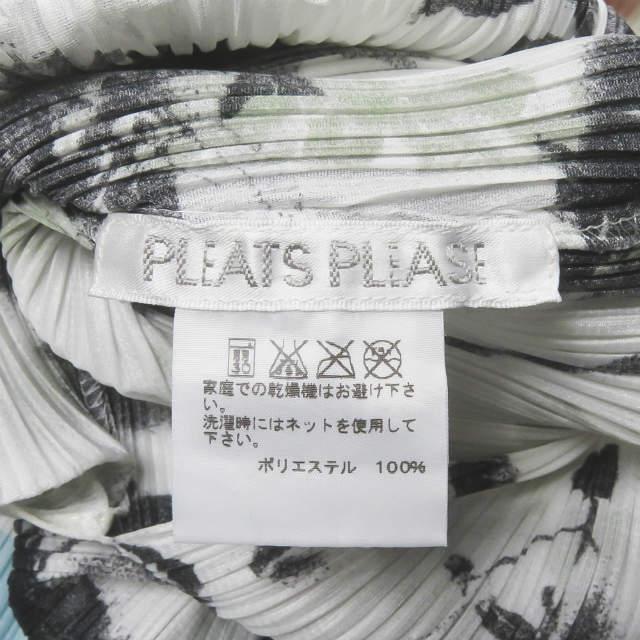 PLEATS PLEASE
家庭での乾燥機はお避け下さ
い。
洗濯時にはネットを使用して
下さい。
ポリエステル 100%